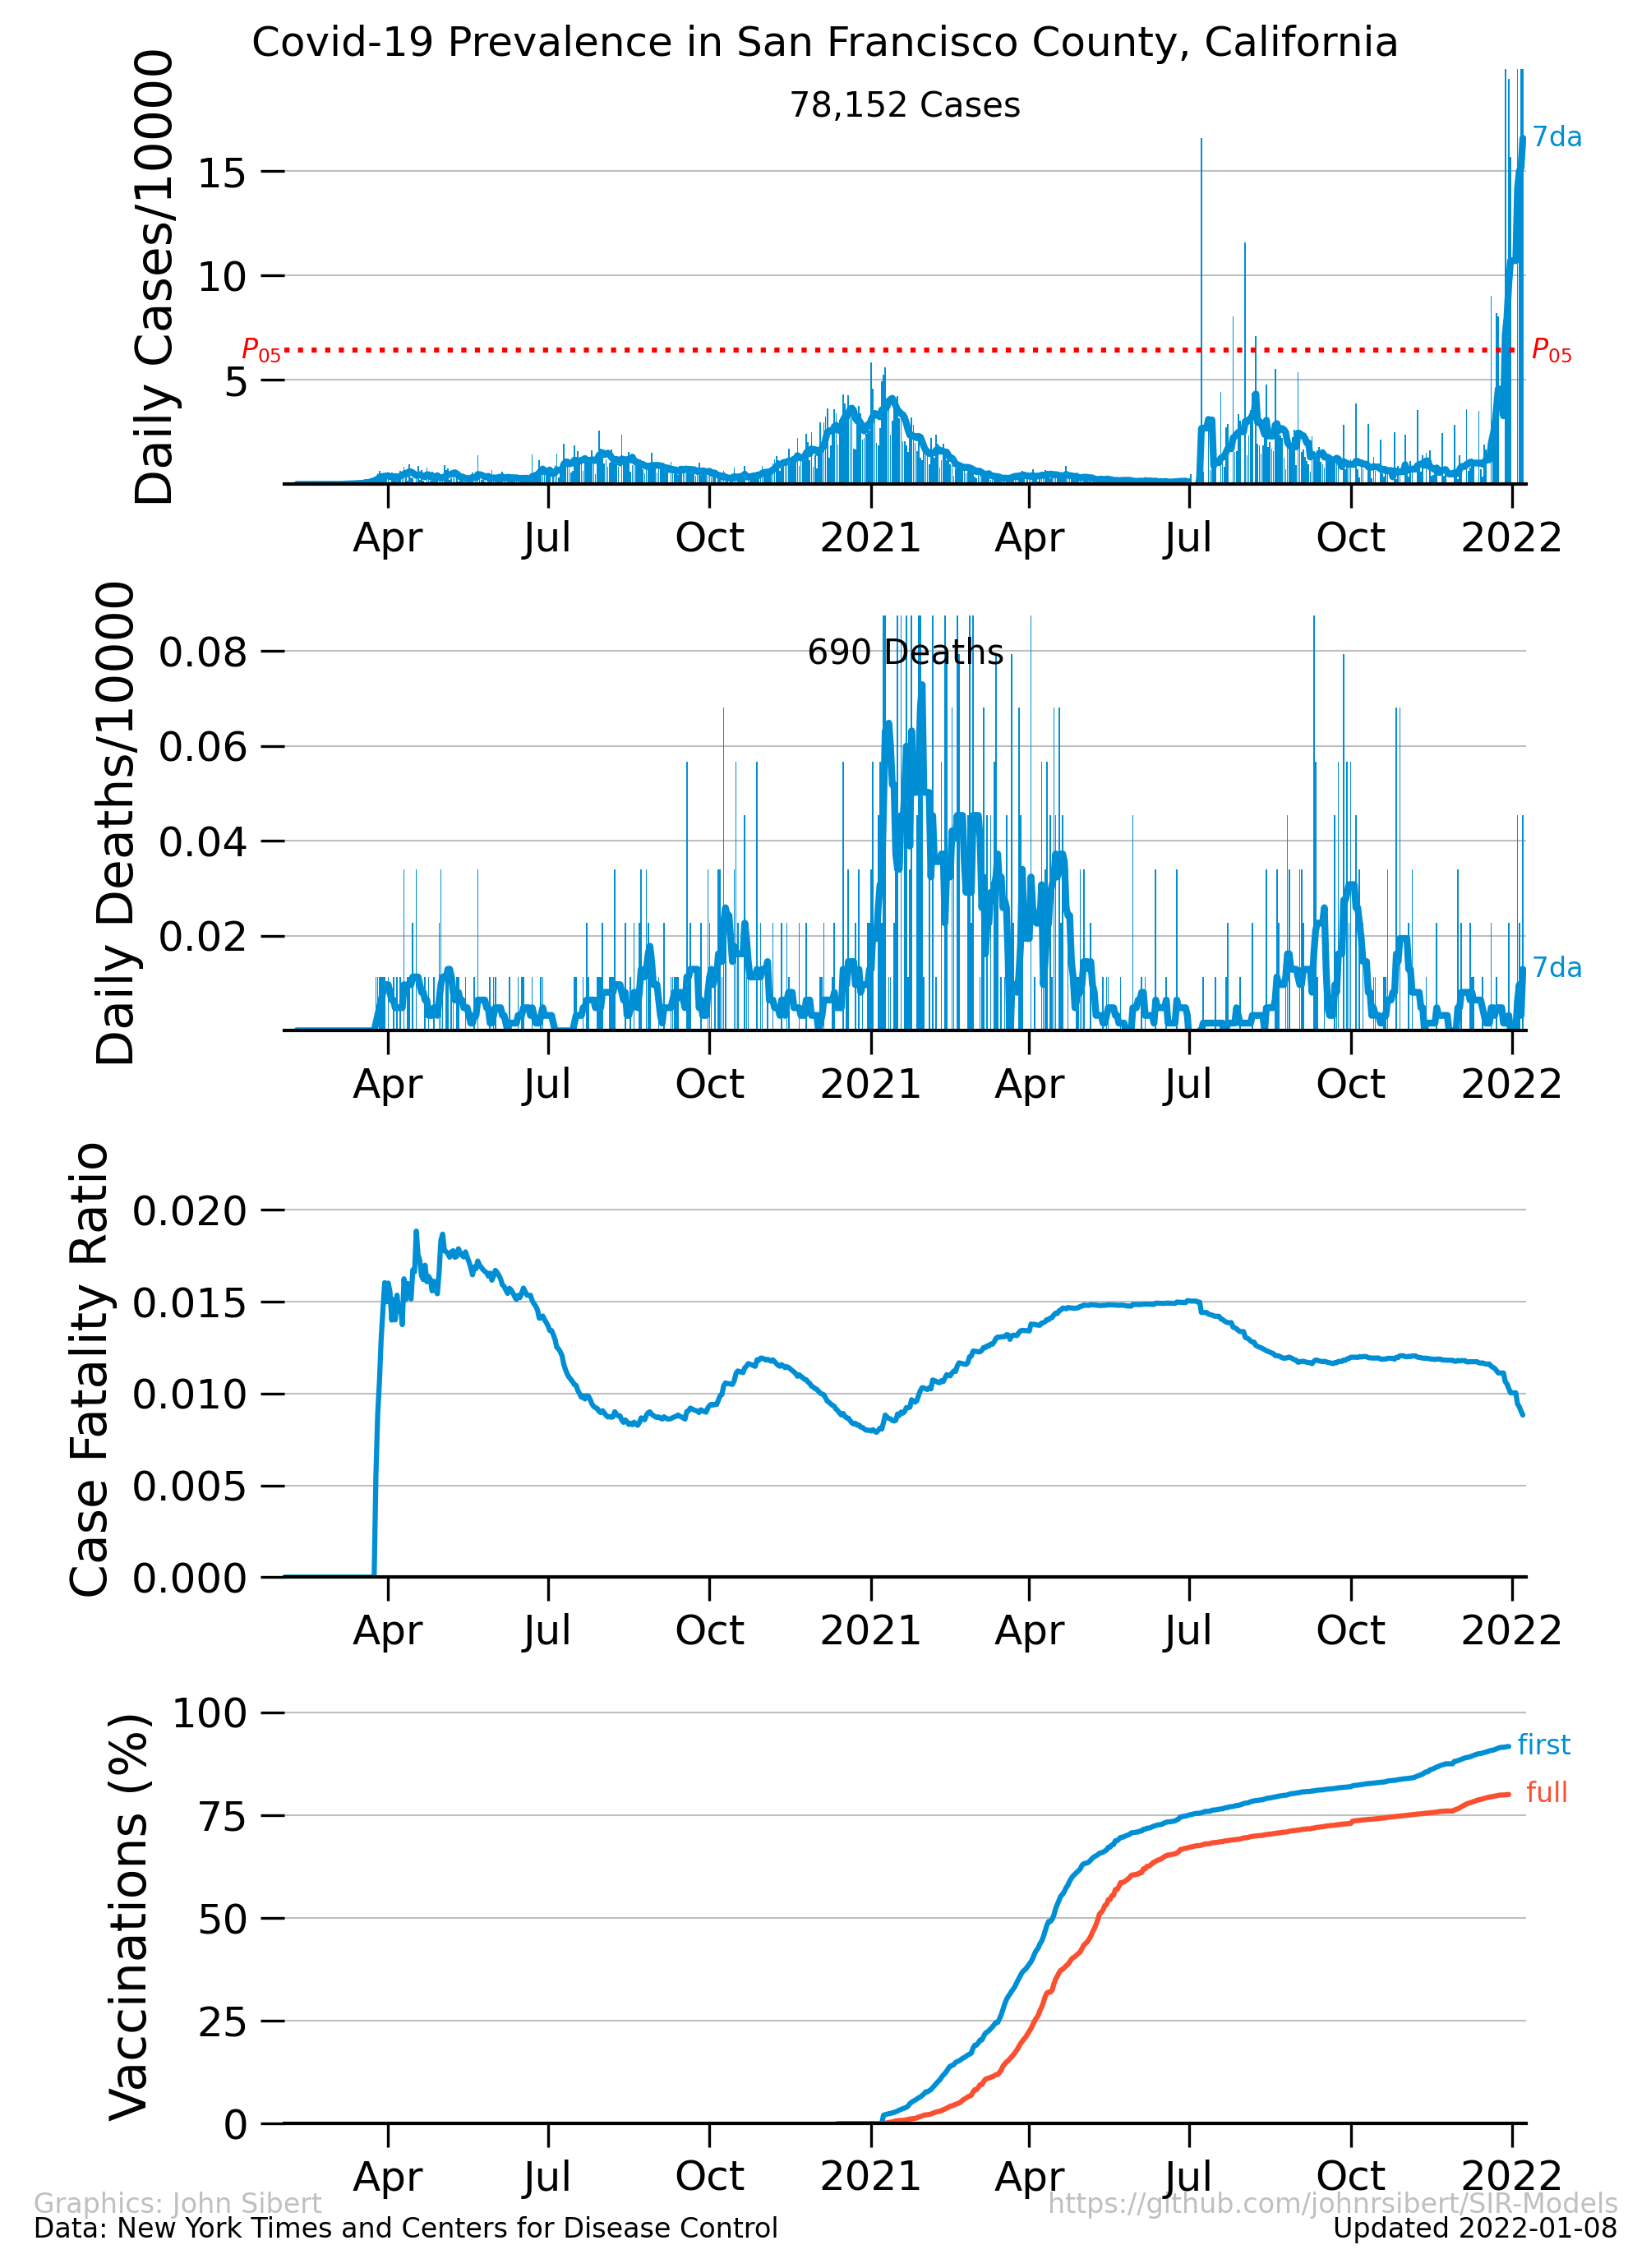 Covid-19 Prevalence in San Francisco County, California
Daily Cases/10000
78,152 Cases
15
10
5
P05
P05
7da
Apr Jul Oct 2021 Apr Jul Oct 2022
Daily Deaths/10000
690 Deaths
0.08
0.06
0.04
0.02
7da
Apr Jul Oct 2021 Apr Jul Oct 2022
Case Fatality Ratio
0.020
0.015
0.010
0.005
0.000
Apr Jul Oct 2021 Apr Jul Oct 2022
Vaccinations (%)
100
75
50
25
0
first
full
Apr Jul Oct 2021 Apr Jul Oct 2022
Graphics: John Sibert
https://github.com/johnrsibert/SIR-Models
Data: New York Times and Centers for Disease Control
Updated 2022-01-08